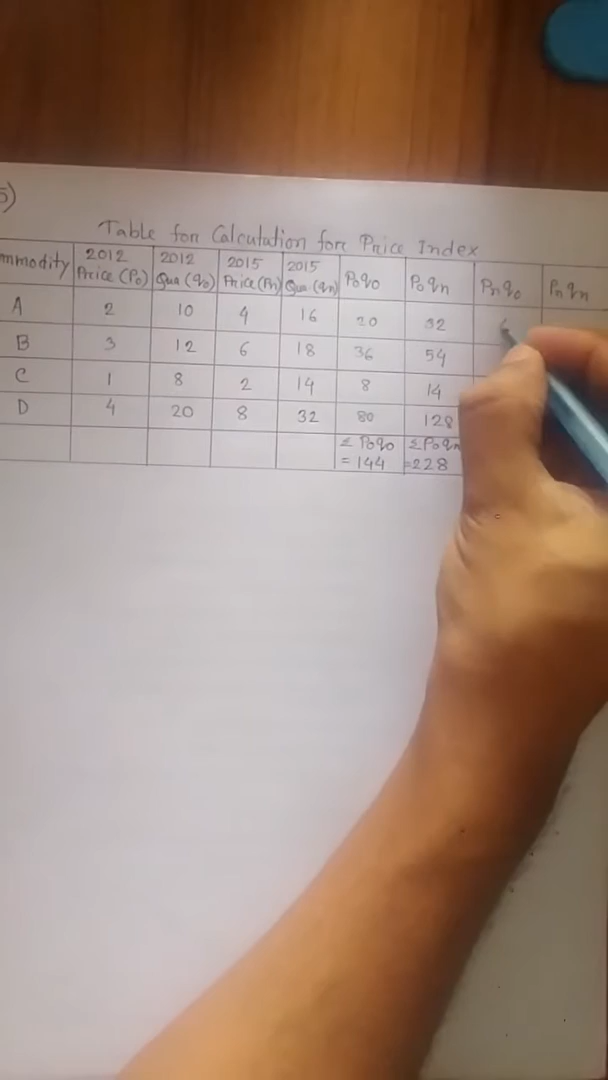 5)
Table for Calculation fore Price Index
mmodity 2012 Price (P0) 2012 Qua (q0) 2015 Price (Pn) 2015 Qua (qn) P0q0 P0qn Pnq0 Pnqn
A 2 10 4 16 20 32
B 3 12 6 18 36 54
C 1 8 2 14 8 14
D 4 20 8 32 80 128
Σ P0q0 = 144 Σ P0qn = 228